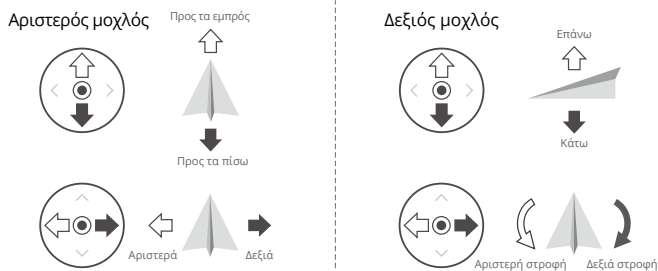 Αριστερός μοχλός
Προς τα εμπρός
Προς τα πίσω
Αριστερά
Δεξιά
Δεξιός μοχλός
Επάνω
Κάτω
Αριστερή στροφή
Δεξιά στροφή